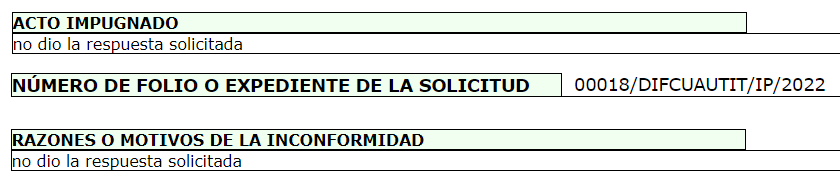 ACTO IMPUGNADO
no dio la respuesta solicitada
NÚMERO DE FOLIO O EXPEDIENTE DE LA SOLICITUD 00018/DIFCUAUTIT/IP/2022
RAZONES O MOTIVOS DE LA INCONFORMIDAD
no dio la respuesta solicitada